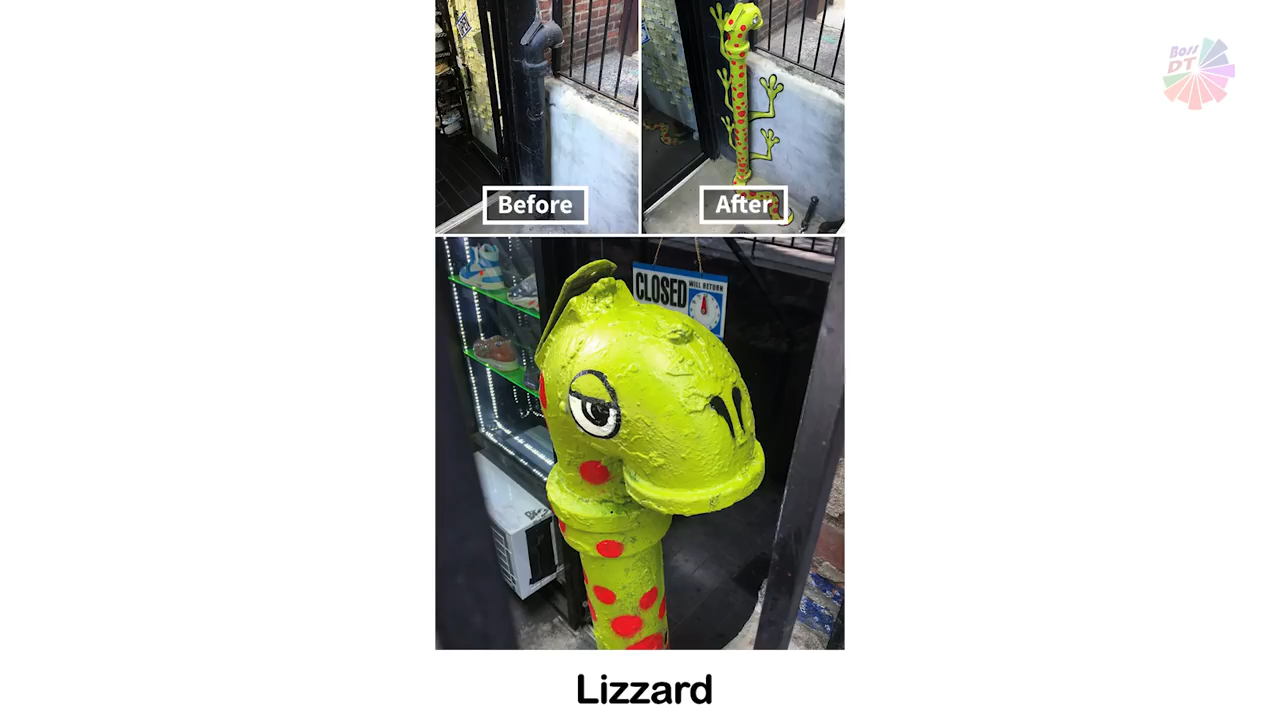 Boss
DT
Before
After
CLOSED
WILL RETURN
Lizzard